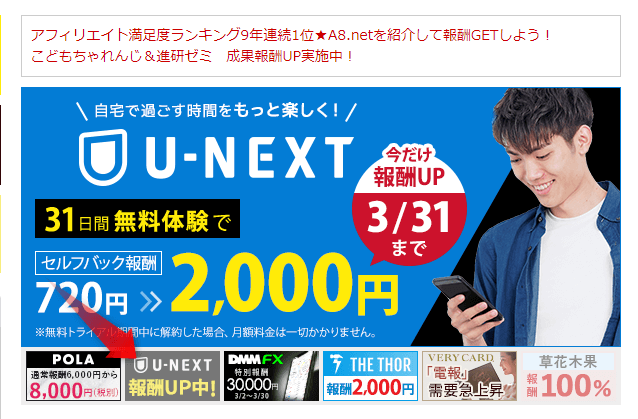 アフィリエイト満足度ランキング9年連続1位★A8.netを紹介して報酬GETしよう!
こどもちゃれんじ&進研ゼミ 成果報酬UP実施中!
\自宅で過ごす時間をもっと楽しく!/
U-NEXT
今だけ
報酬UP
3/31
まで
31日間無料体験で
セルフバック報酬
720円 >> 2,000円
※無料トライアル期間中に解約した場合、月額料金は一切かかりません。
POLA
通常報酬6,000円から
8,000円(税別)
U-NEXT
報酬UP中!
DMMFX
特別報酬
30,000円
3/2〜3/30
THE THOR
報酬2,000円
VERY CARD
「電報」
需要急上昇
草花木果
報酬100%